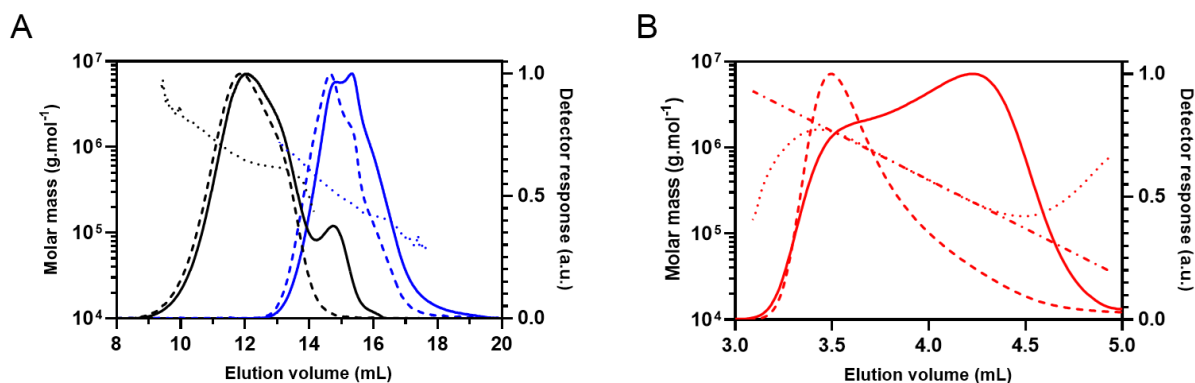 A
Molar mass (g.mol⁻¹)
10⁷
10⁶
10⁵
10⁴
8 10 12 14 16 18 20
Elution volume (mL)
1.0
0.5
0.0
Detector response (a.u.)
B
Molar mass (g.mol⁻¹)
10⁷
10⁶
10⁵
10⁴
3.0 3.5 4.0 4.5 5.0
Elution volume (mL)
1.0
0.5
0.0
Detector response (a.u.)